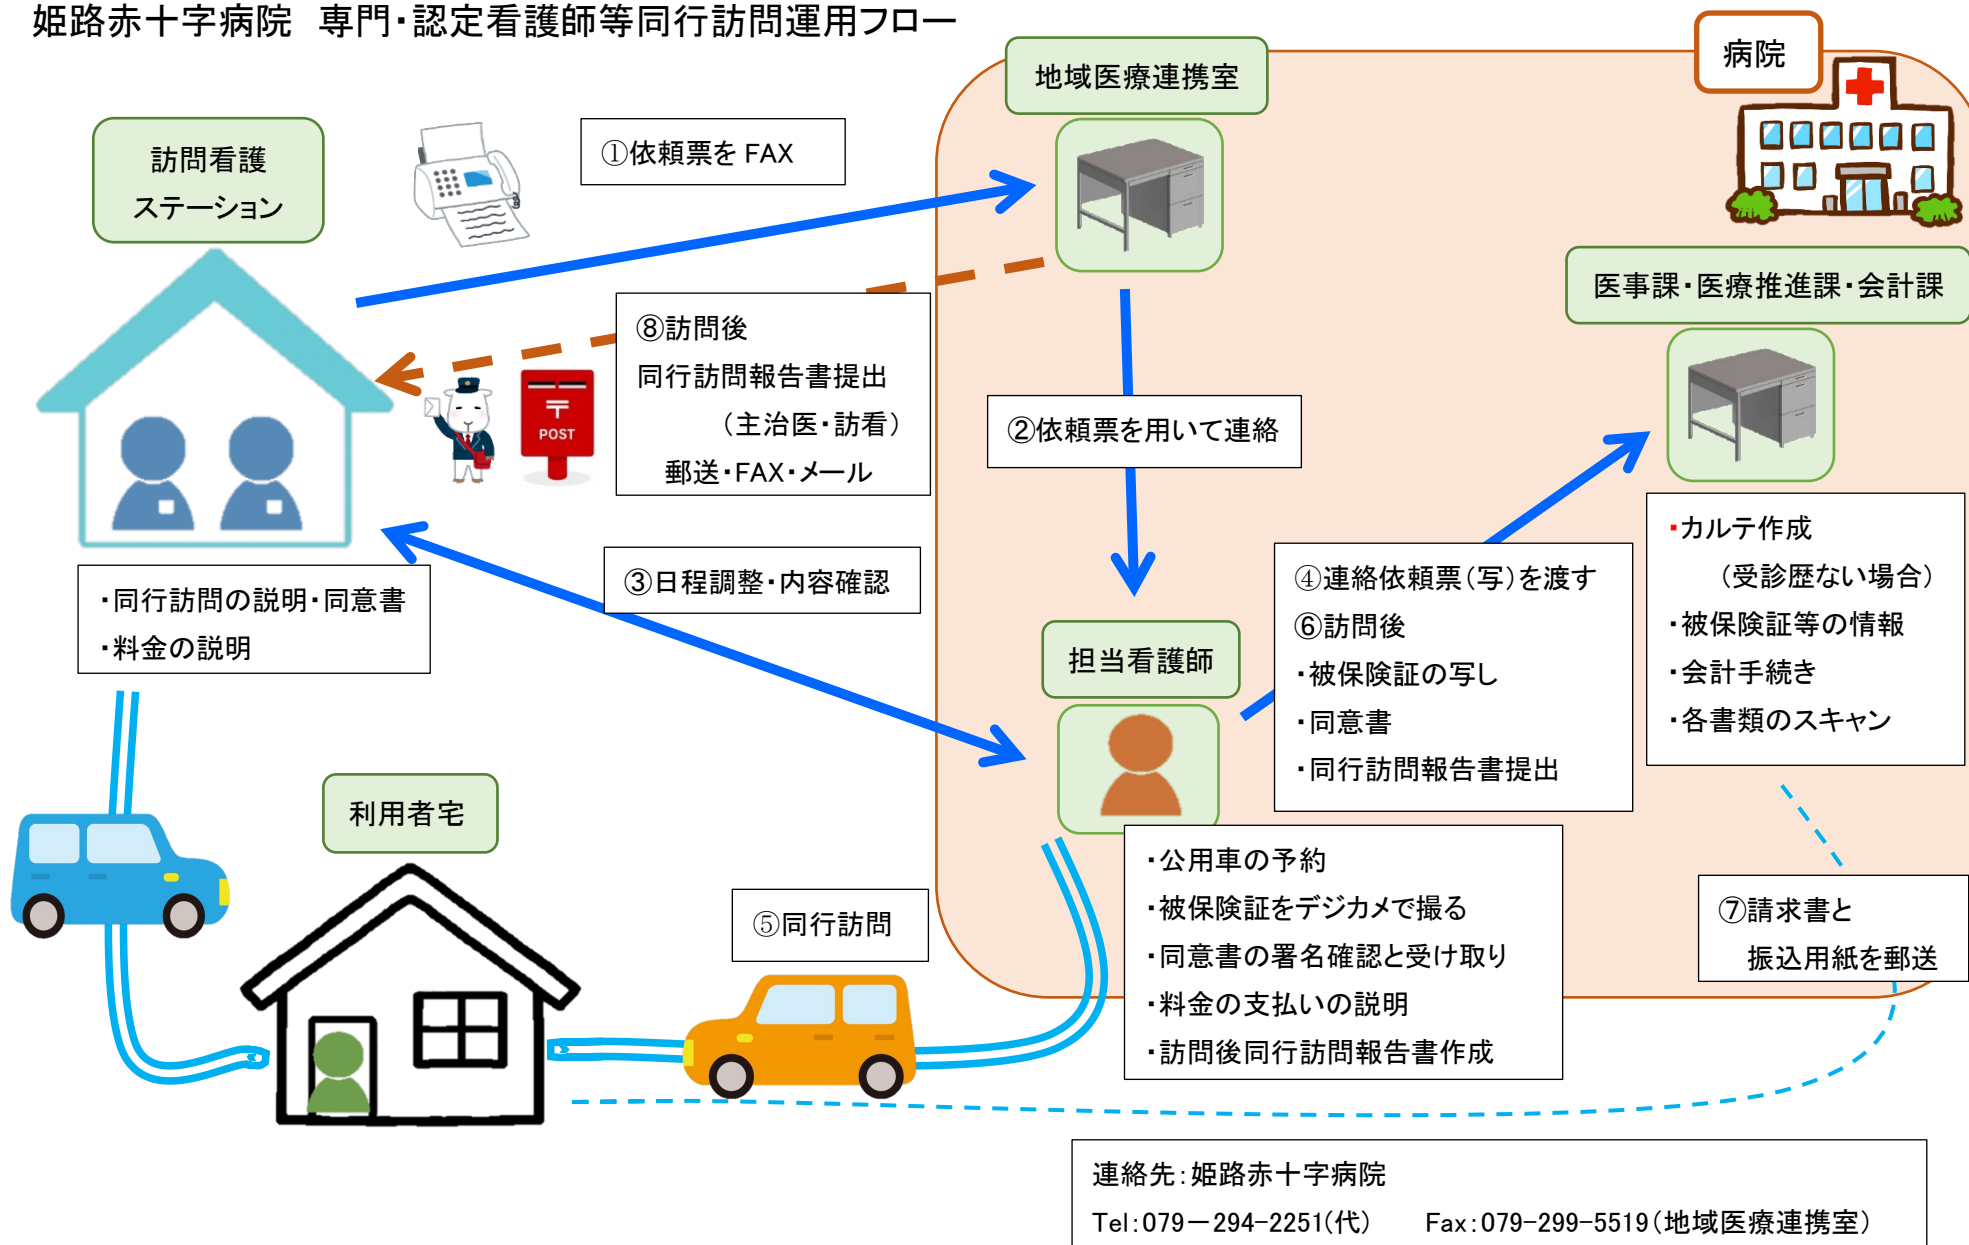 姫路赤十字病院　専門・認定看護師等同行訪問運用フロー
病院
地域医療連携室
訪問看護
ステーション
①依頼票を FAX
医事課・医療推進課・会計課
⑧訪問後
同行訪問報告書提出
（主治医・訪看）
郵送・FAX・メール
POST
②依頼票を用いて連絡
③日程調整・内容確認
・同行訪問の説明・同意書
・料金の説明
④連絡依頼票（写）を渡す
⑥訪問後
・被保険証の写し
・同意書
・同行訪問報告書提出
・カルテ作成
（受診歴ない場合）
・被保険証等の情報
・会計手続き
・各書類のスキャン
担当看護師
利用者宅
・公用車の予約
・被保険証をデジカメで撮る
・同意書の署名確認と受け取り
・料金の支払いの説明
・訪問後同行訪問報告書作成
⑤同行訪問
⑦請求書と
振込用紙を郵送
連絡先：姫路赤十字病院
Tel：079－294-2251（代）　　Fax：079-299-5519（地域医療連携室）